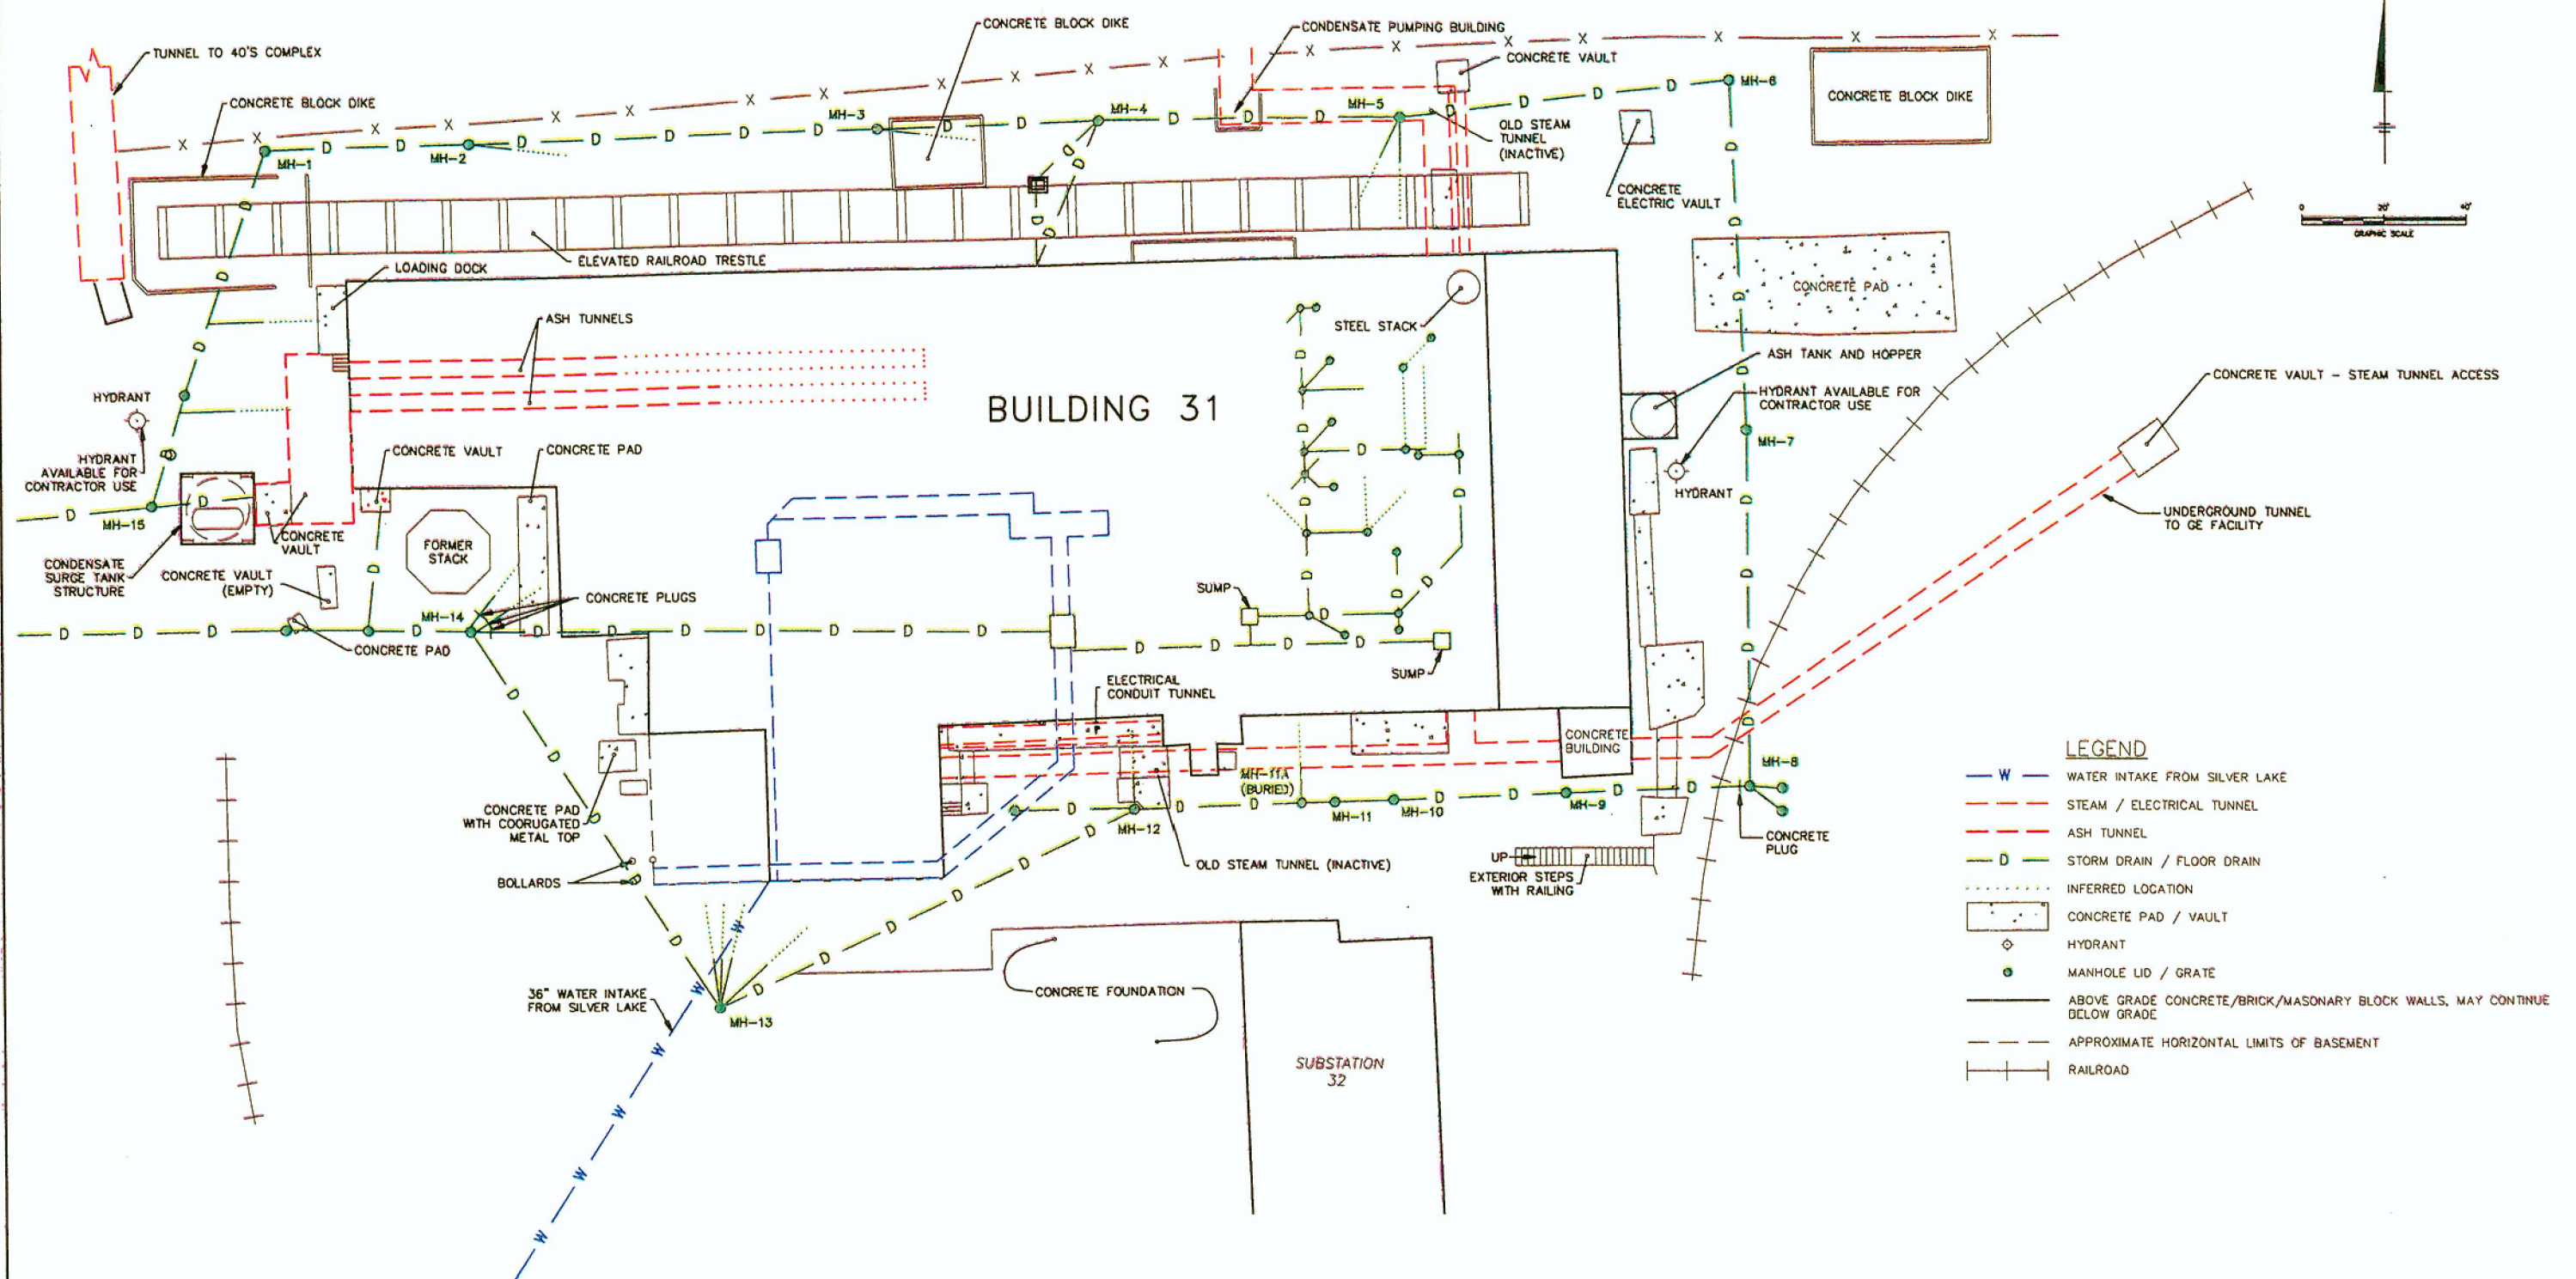 CONCRETE BLOCK DIKE
CONDENSATE PUMPING BUILDING
TUNNEL TO 40'S COMPLEX
CONCRETE VAULT
CONCRETE BLOCK DIKE
MH-3
MH-4
MH-5
MH-6
CONCRETE BLOCK DIKE
MH-1
MH-2
OLD STEAM
TUNNEL
(INACTIVE)
CONCRETE
ELECTRIC VAULT
0
20'
40'
GRAPHIC SCALE
ELEVATED RAILROAD TRESTLE
LOADING DOCK
CONCRETE PAD
ASH TUNNELS
STEEL STACK
ASH TANK AND HOPPER
HYDRANT
BUILDING 31
HYDRANT AVAILABLE FOR
CONTRACTOR USE
CONCRETE VAULT - STEAM TUNNEL ACCESS
MH-7
HYDRANT
AVAILABLE FOR
CONTRACTOR USE
CONCRETE VAULT
CONCRETE PAD
HYDRANT
MH-15
UNDERGROUND TUNNEL
TO GE FACILITY
CONCRETE
VAULT
FORMER
STACK
CONDENSATE
SURGE TANK
STRUCTURE
CONCRETE VAULT
(EMPTY)
SUMP
CONCRETE PLUGS
MH-14
CONCRETE PAD
SUMP
ELECTRICAL
CONDUIT TUNNEL
CONCRETE
BUILDING
MH-11A
(BURIED)
MH-8
MH-9
MH-10
MH-11
MH-12
CONCRETE PAD
WITH COORUGATED
METAL TOP
CONCRETE
PLUG
UP
OLD STEAM TUNNEL (INACTIVE)
EXTERIOR STEPS
WITH RAILING
BOLLARDS
36" WATER INTAKE
FROM SILVER LAKE
MH-13
CONCRETE FOUNDATION
SUBSTATION
32
LEGEND
W WATER INTAKE FROM SILVER LAKE
STEAM / ELECTRICAL TUNNEL
ASH TUNNEL
D STORM DRAIN / FLOOR DRAIN
INFERRED LOCATION
CONCRETE PAD / VAULT
HYDRANT
MANHOLE LID / GRATE
ABOVE GRADE CONCRETE/BRICK/MASONARY BLOCK WALLS, MAY CONTINUE
BELOW GRADE
APPROXIMATE HORIZONTAL LIMITS OF BASEMENT
RAILROAD